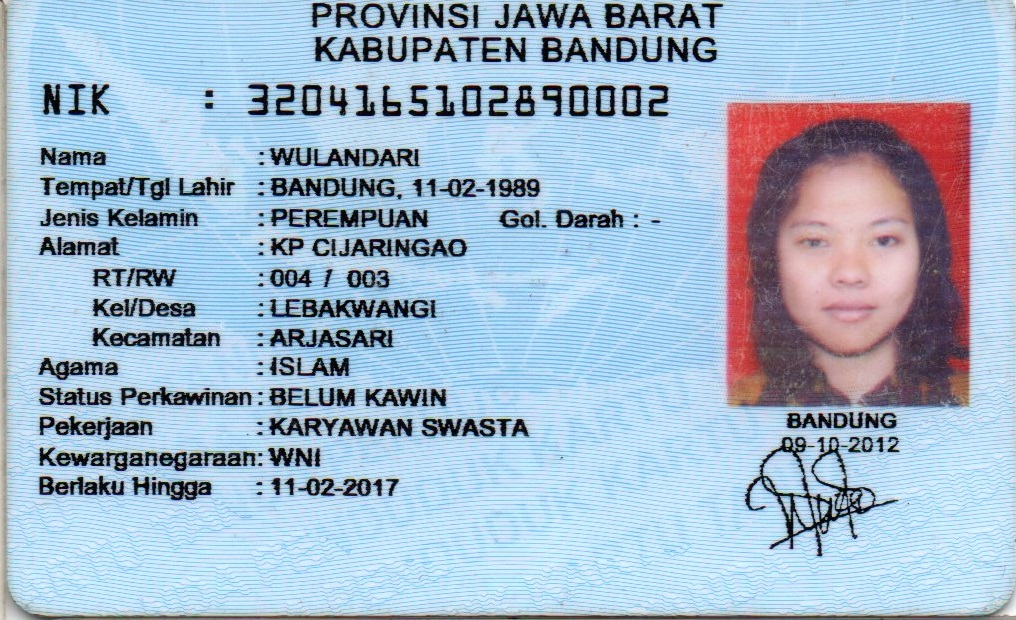 PROVINSI JAWA BARAT
KABUPATEN BANDUNG
NIK : 3204165102890002
Nama : WULANDARI
Tempat/Tgl Lahir : BANDUNG, 11-02-1989
Jenis Kelamin : PEREMPUAN Gol. Darah : -
Alamat : KP CIJARINGAO
RT/RW : 004 / 003
Kel/Desa : LEBAKWANGI
Kecamatan : ARJASARI
Agama : ISLAM
Status Perkawinan : BELUM KAWIN
Pekerjaan : KARYAWAN SWASTA
Kewarganegaraan: WNI
Berlaku Hingga : 11-02-2017
BANDUNG
09-10-2012